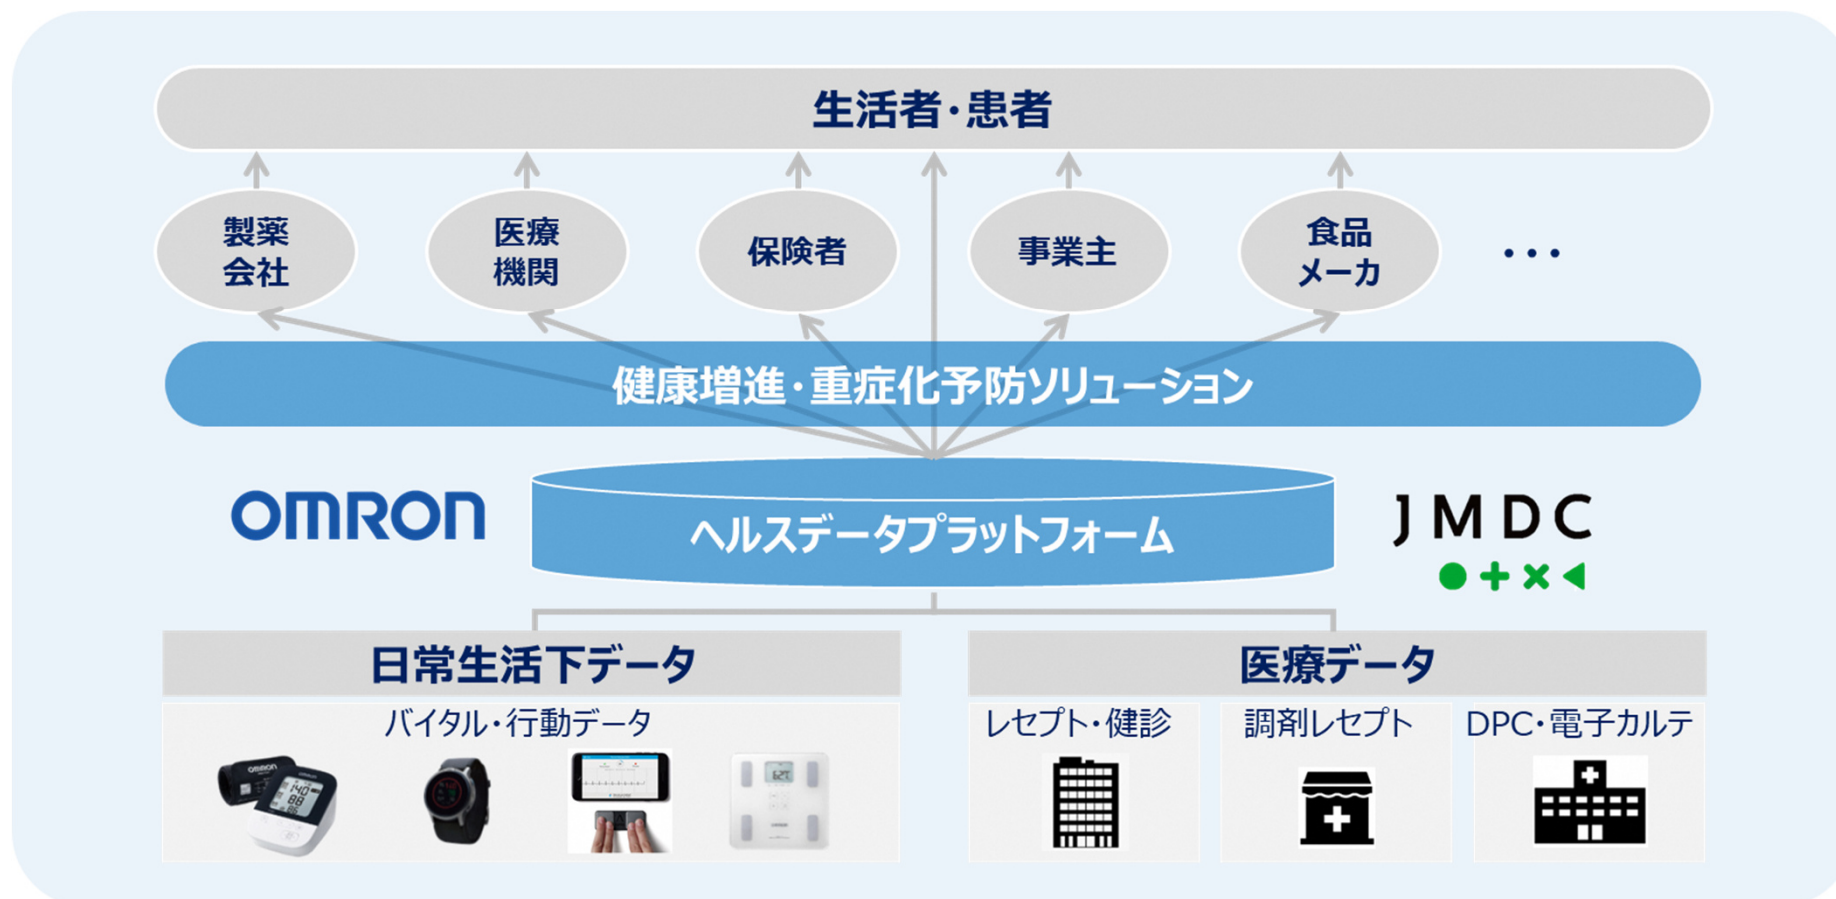 生活者・患者
製薬
会社
医療
機関
保険者
事業主
食品
メーカ
・・・
健康増進・重症化予防ソリューション
OMRON
ヘルスデータプラットフォーム
JMDC
日常生活下データ
医療データ
バイタル・行動データ
レセプト・健診
調剤レセプト
DPC・電子カルテ
OMRON
140
88